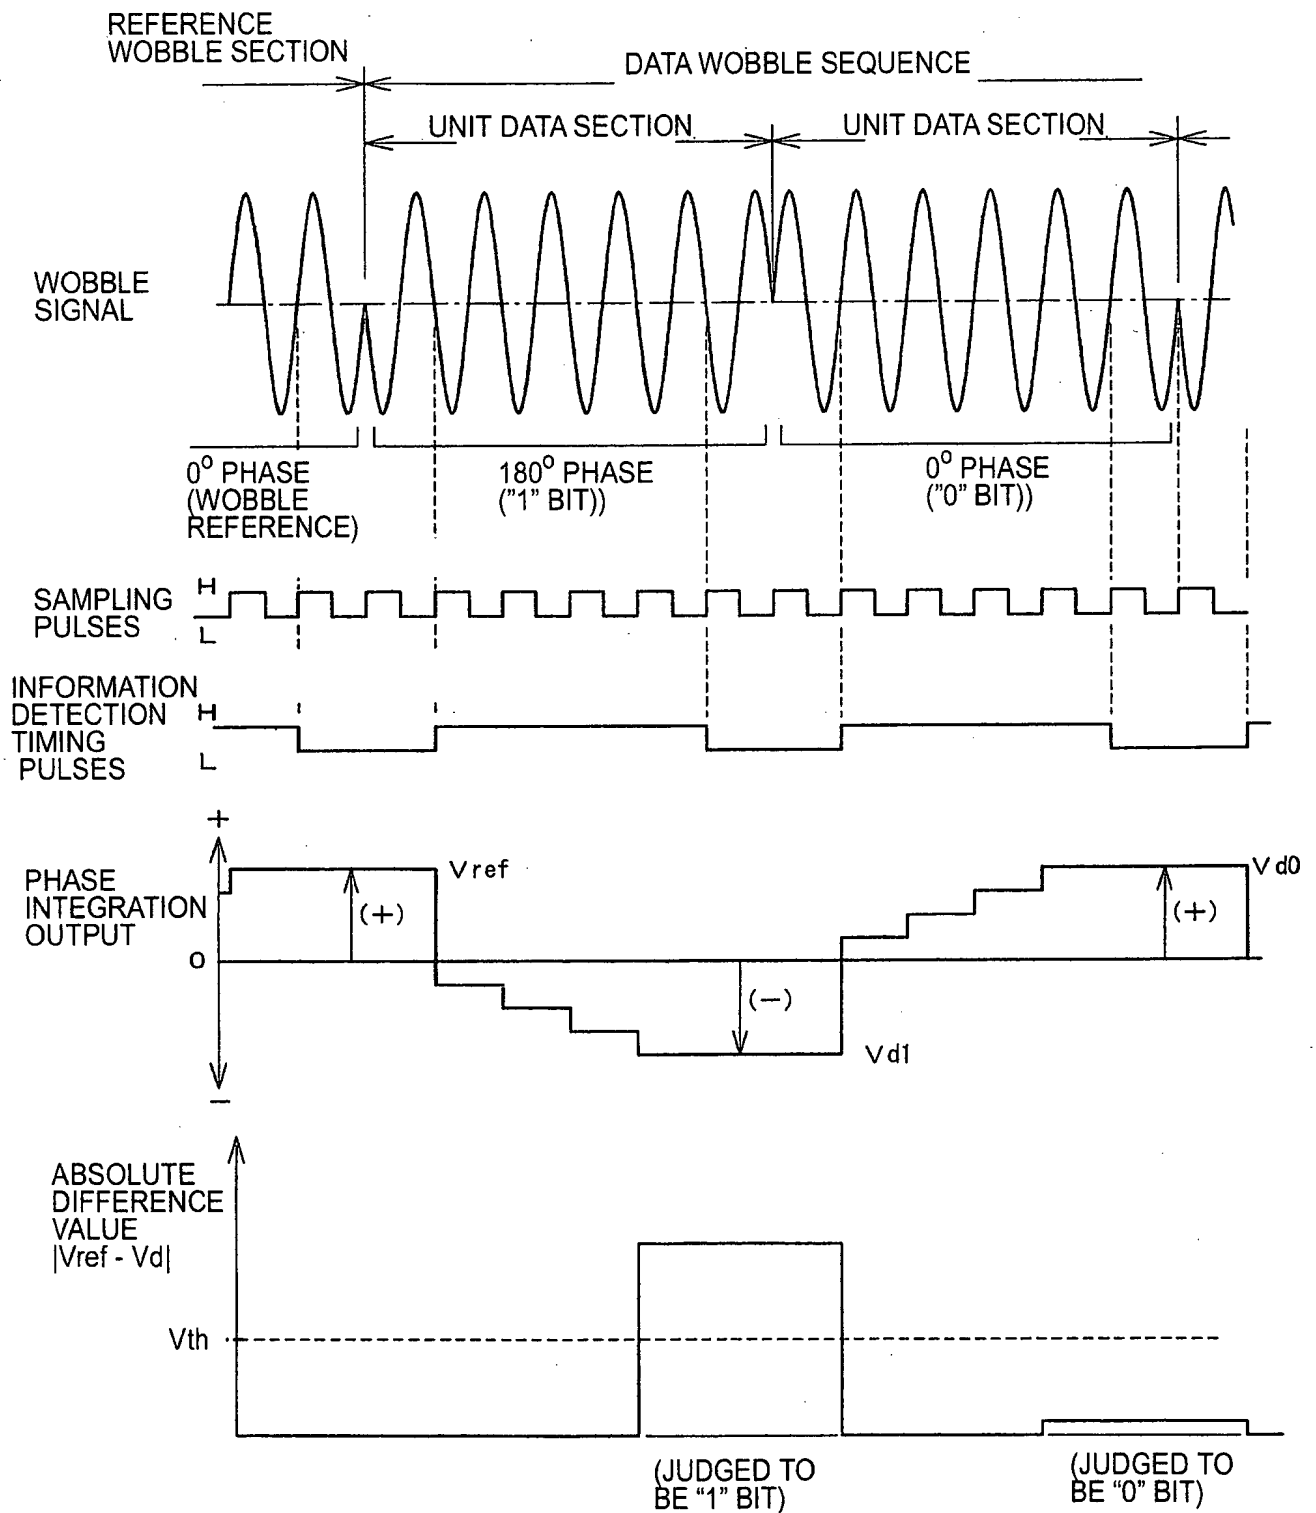 REFERENCE
WOBBLE SECTION
DATA WOBBLE SEQUENCE
UNIT DATA SECTION
UNIT DATA SECTION
WOBBLE
SIGNAL
0° PHASE
(WOBBLE
REFERENCE)
180° PHASE
("1" BIT))
0° PHASE
("0" BIT))
SAMPLING
PULSES
H
L
INFORMATION
DETECTION
TIMING
PULSES
H
L
+
PHASE
INTEGRATION
OUTPUT
0
−
Vref
(+)
(−)
Vd1
(+)
Vd0
ABSOLUTE
DIFFERENCE
VALUE
|Vref - Vd|
Vth
(JUDGED TO
BE "1" BIT)
(JUDGED TO
BE "0" BIT)